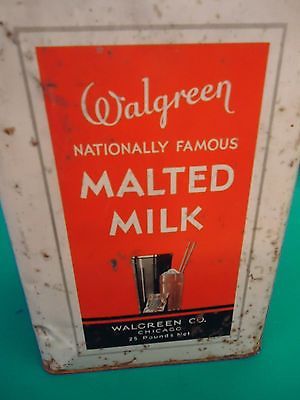 Walgreen
NATIONALLY FAMOUS
MALTED
MILK
WALGREEN CO.
CHICAGO
25 Pounds Net